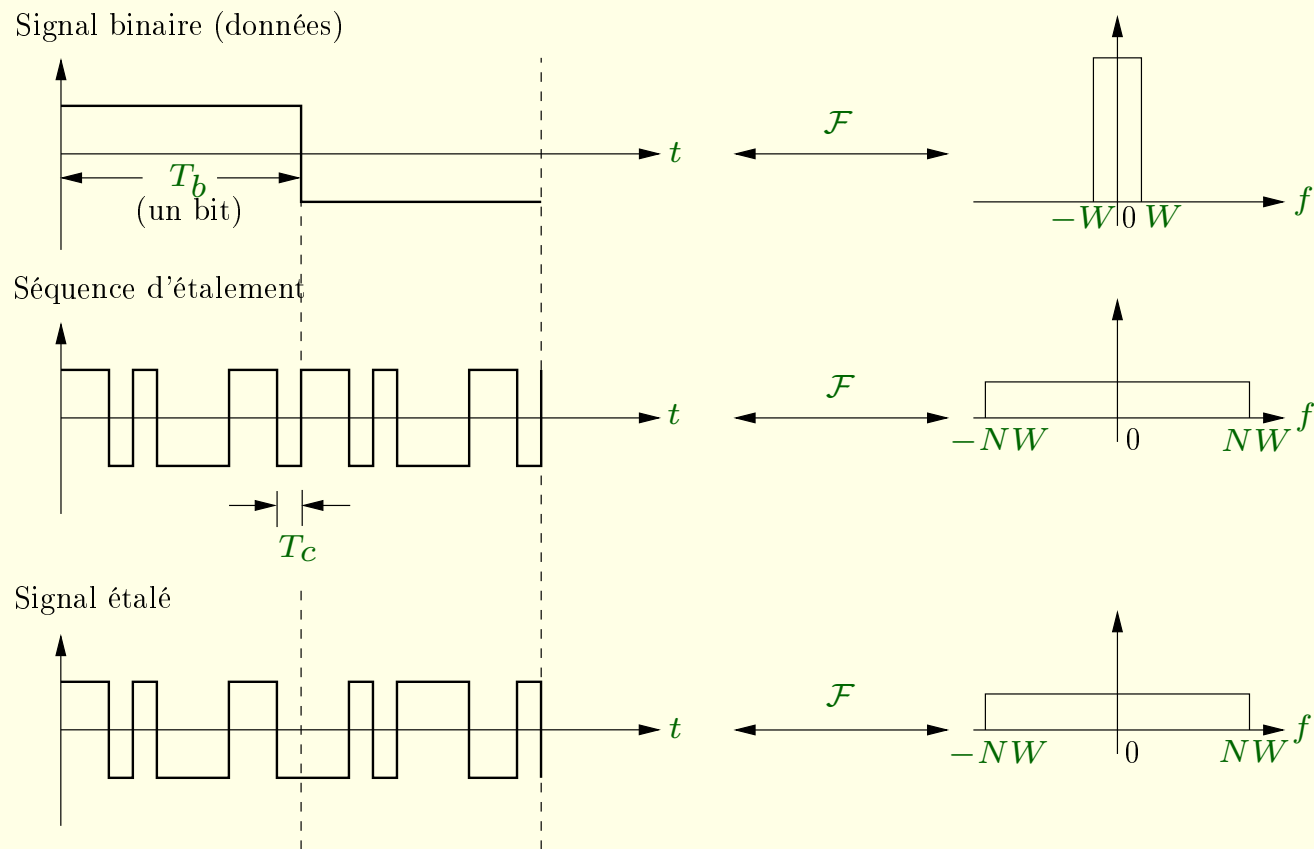 Signal binaire (données)
t
T_b
(un bit)
ℱ
f
−W 0 W
Séquence d'étalement
t
T_c
ℱ
f
−NW 0 NW
Signal étalé
t
ℱ
f
−NW 0 NW